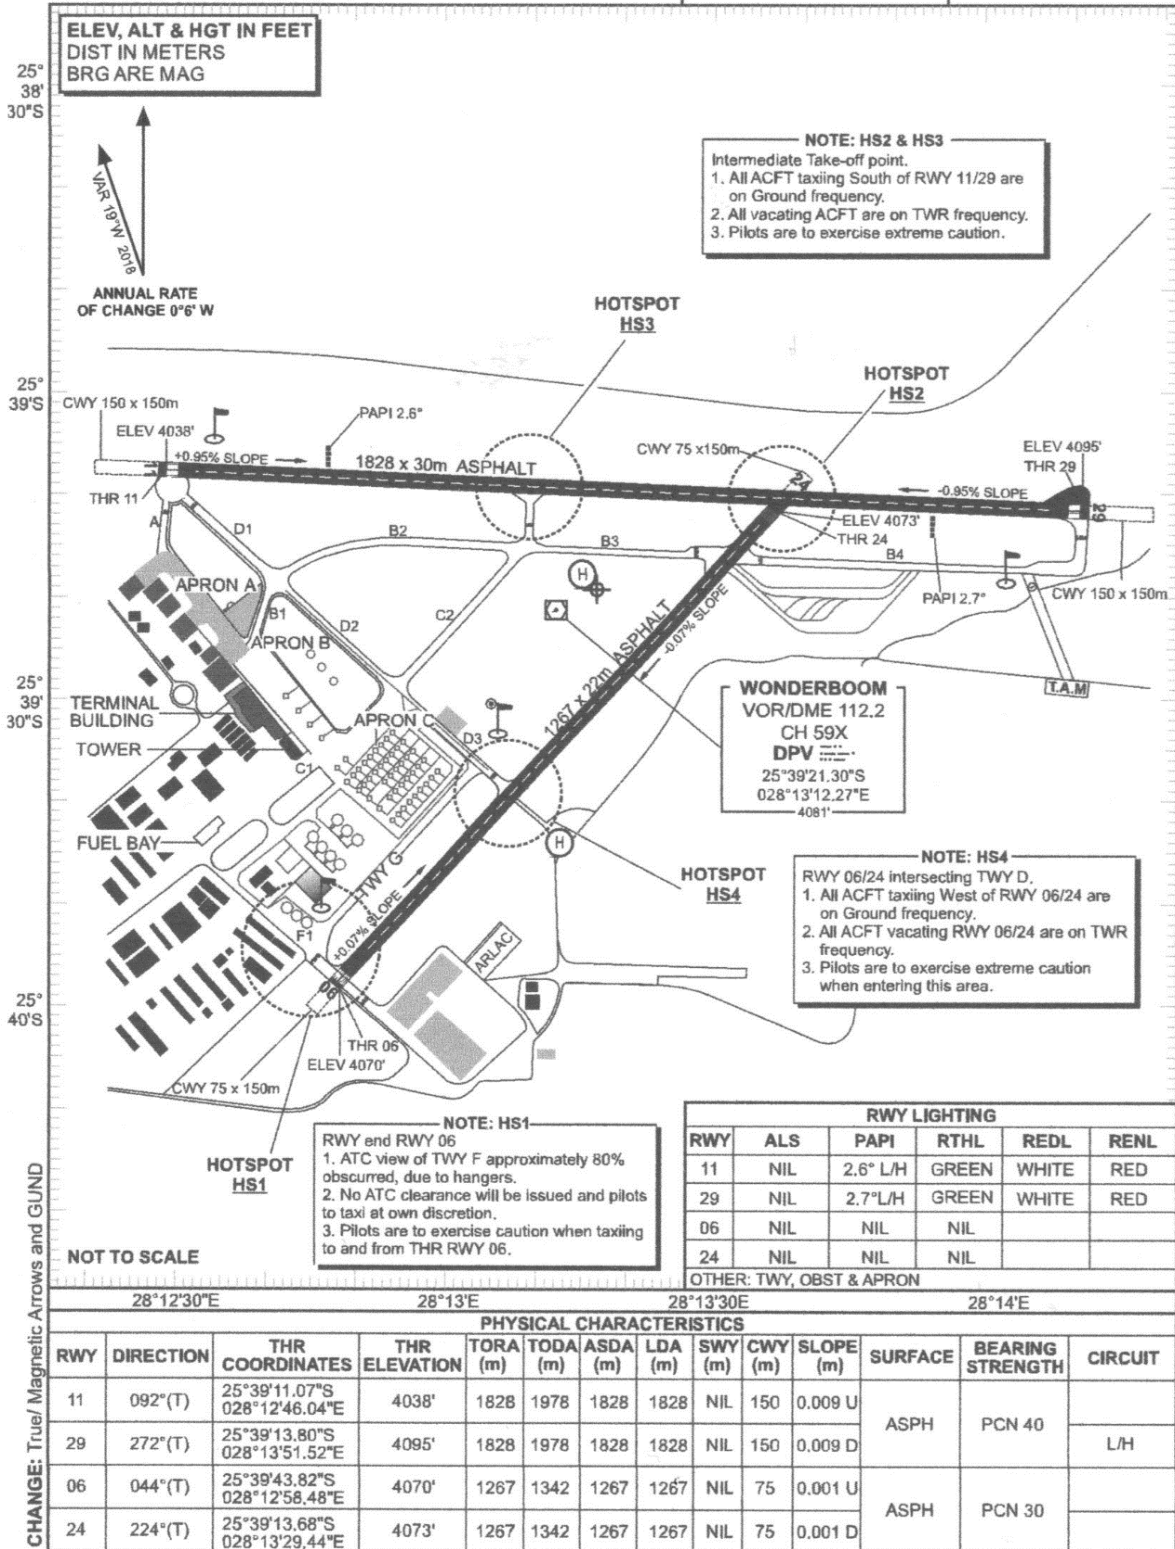 ELEV, ALT & HGT IN FEET
DIST IN METERS
BRG ARE MAG
25°
38'
30"S
VAR 19°W 2018
ANNUAL RATE
OF CHANGE 0°6' W
NOTE: HS2 & HS3
Intermediate Take-off point.
1. All ACFT taxiing South of RWY 11/29 are
on Ground frequency.
2. All vacating ACFT are on TWR frequency.
3. Pilots are to exercise extreme caution.
HOTSPOT
HS3
HOTSPOT
HS2
25°
39'S
CWY 150 x 150m
ELEV 4038'
PAPI 2.6°
+0.95% SLOPE
1828 x 30m ASPHALT
CWY 75 x150m
24
ELEV 4095'
THR 29
-0.95% SLOPE
29
THR 11
A
D1
B2
B3
ELEV 4073'
THR 24
B4
H
PAPI 2.7°
CWY 150 x 150m
APRON A
B1
D2
C2
APRON B
1267 x 22m ASPHALT
-0.07% SLOPE
T.A.M
25°
39'
30"S
TERMINAL
BUILDING
TOWER
APRON C
D3
C1
WONDERBOOM
VOR/DME 112.2
CH 59X
DPV
25°39'21.30"S
028°13'12.27"E
4081'
FUEL BAY
H
TWY G
HOTSPOT
HS4
NOTE: HS4
RWY 06/24 intersecting TWY D.
1. All ACFT taxiing West of RWY 06/24 are
on Ground frequency.
2. All ACFT vacating RWY 06/24 are on TWR
frequency.
3. Pilots are to exercise extreme caution
when entering this area.
F1
+0.07% SLOPE
ARLAC
06
25°
40'S
THR 06
ELEV 4070'
CWY 75 x 150m
HOTSPOT
HS1
NOTE: HS1
RWY end RWY 06
1. ATC view of TWY F approximately 80%
obscurred, due to hangers.
2. No ATC clearance will be issued and pilots
to taxi at own discretion.
3. Pilots are to exercise caution when taxiing
to and from THR RWY 06.
NOT TO SCALE
RWY LIGHTING
RWY ALS PAPI RTHL REDL RENL
11 NIL 2.6° L/H GREEN WHITE RED
29 NIL 2.7°L/H GREEN WHITE RED
06 NIL NIL NIL
24 NIL NIL NIL
OTHER: TWY, OBST & APRON
28°12'30"E 28°13'E 28°13'30E 28°14'E
CHANGE: True/ Magnetic Arrows and GUND
PHYSICAL CHARACTERISTICS
RWY DIRECTION THR COORDINATES THR ELEVATION TORA (m) TODA (m) ASDA (m) LDA (m) SWY (m) CWY (m) SLOPE (m) SURFACE BEARING STRENGTH CIRCUIT
11 092°(T) 25°39'11.07"S 028°12'46.04"E 4038' 1828 1978 1828 1828 NIL 150 0.009 U ASPH PCN 40
29 272°(T) 25°39'13.80"S 028°13'51.52"E 4095' 1828 1978 1828 1828 NIL 150 0.009 D L/H
06 044°(T) 25°39'43.82"S 028°12'58.48"E 4070' 1267 1342 1267 1267 NIL 75 0.001 U ASPH PCN 30
24 224°(T) 25°39'13.68"S 028°13'29.44"E 4073' 1267 1342 1267 1267 NIL 75 0.001 D